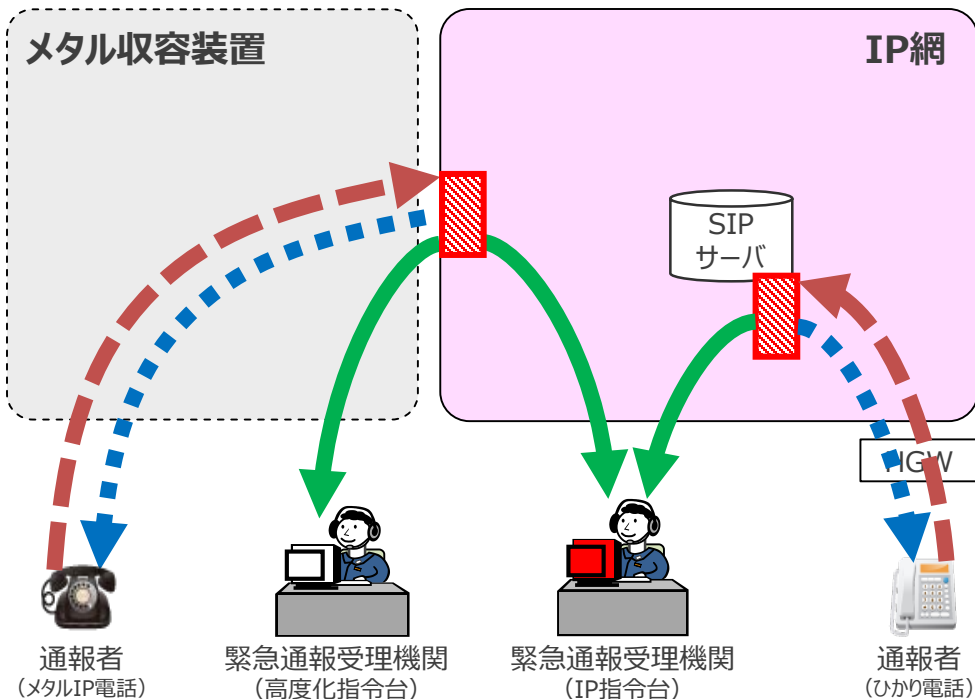 メタル収容装置
IP網
SIP
サーバ
HGW
通報者
(メタルIP電話)
緊急通報受理機関
(高度化指令台)
緊急通報受理機関
(IP指令台)
通報者
(ひかり電話)